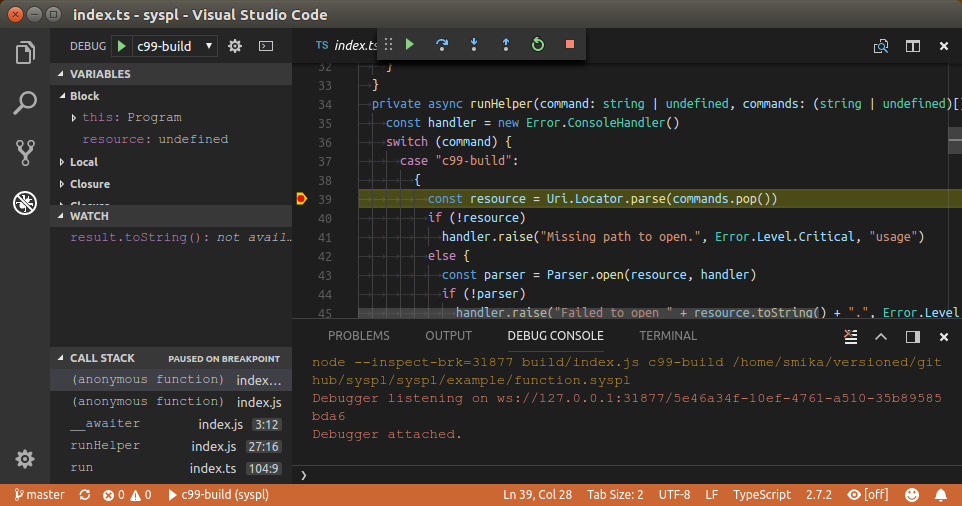 index.ts - syspl - Visual Studio Code
DEBUG c99-build
VARIABLES
Block
this: Program
resource: undefined
Local
Closure
Closure
WATCH
result.toString(): not avail…
CALL STACK PAUSED ON BREAKPOINT
(anonymous function) index…
(anonymous function) index.js
__awaiter index.js 3:12
runHelper index.js 27:16
run index.ts 104:9
TS index.ts
32 }
33 }
34 private async runHelper(command: string | undefined, commands: (string | undefined)[]
35 const handler = new Error.ConsoleHandler()
36 switch (command) {
37 case "c99-build":
38 {
39 const resource = Uri.Locator.parse(commands.pop())
40 if (!resource)
41 handler.raise("Missing path to open.", Error.Level.Critical, "usage")
42 else {
43 const parser = Parser.open(resource, handler)
44 if (!parser)
45 handler.raise("Failed to open " + resource.toString() + ".", Error.Level
PROBLEMS OUTPUT DEBUG CONSOLE TERMINAL
node --inspect-brk=31877 build/index.js c99-build /home/smika/versioned/git
hub/syspl/syspl/example/function.syspl
Debugger listening on ws://127.0.0.1:31877/5e46a34f-10ef-4761-a510-35b89585
bda6
Debugger attached.
master 0 0 c99-build (syspl) Ln 39, Col 28 Tab Size: 2 UTF-8 LF TypeScript 2.7.2 [off]